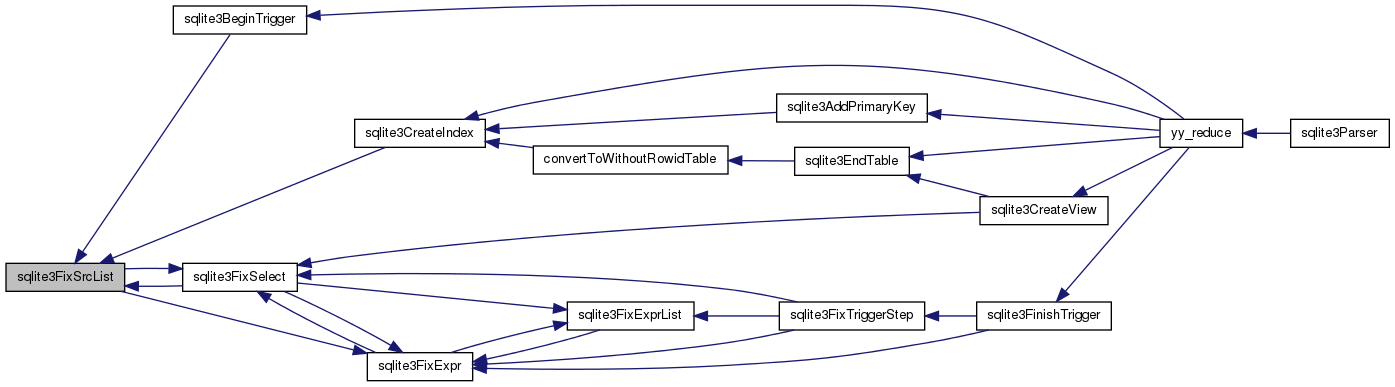 sqlite3BeginTrigger
sqlite3AddPrimaryKey
sqlite3CreateIndex
yy_reduce
sqlite3Parser
convertToWithoutRowidTable
sqlite3EndTable
sqlite3CreateView
sqlite3FixSrcList
sqlite3FixSelect
sqlite3FixExprList
sqlite3FixTriggerStep
sqlite3FinishTrigger
sqlite3FixExpr